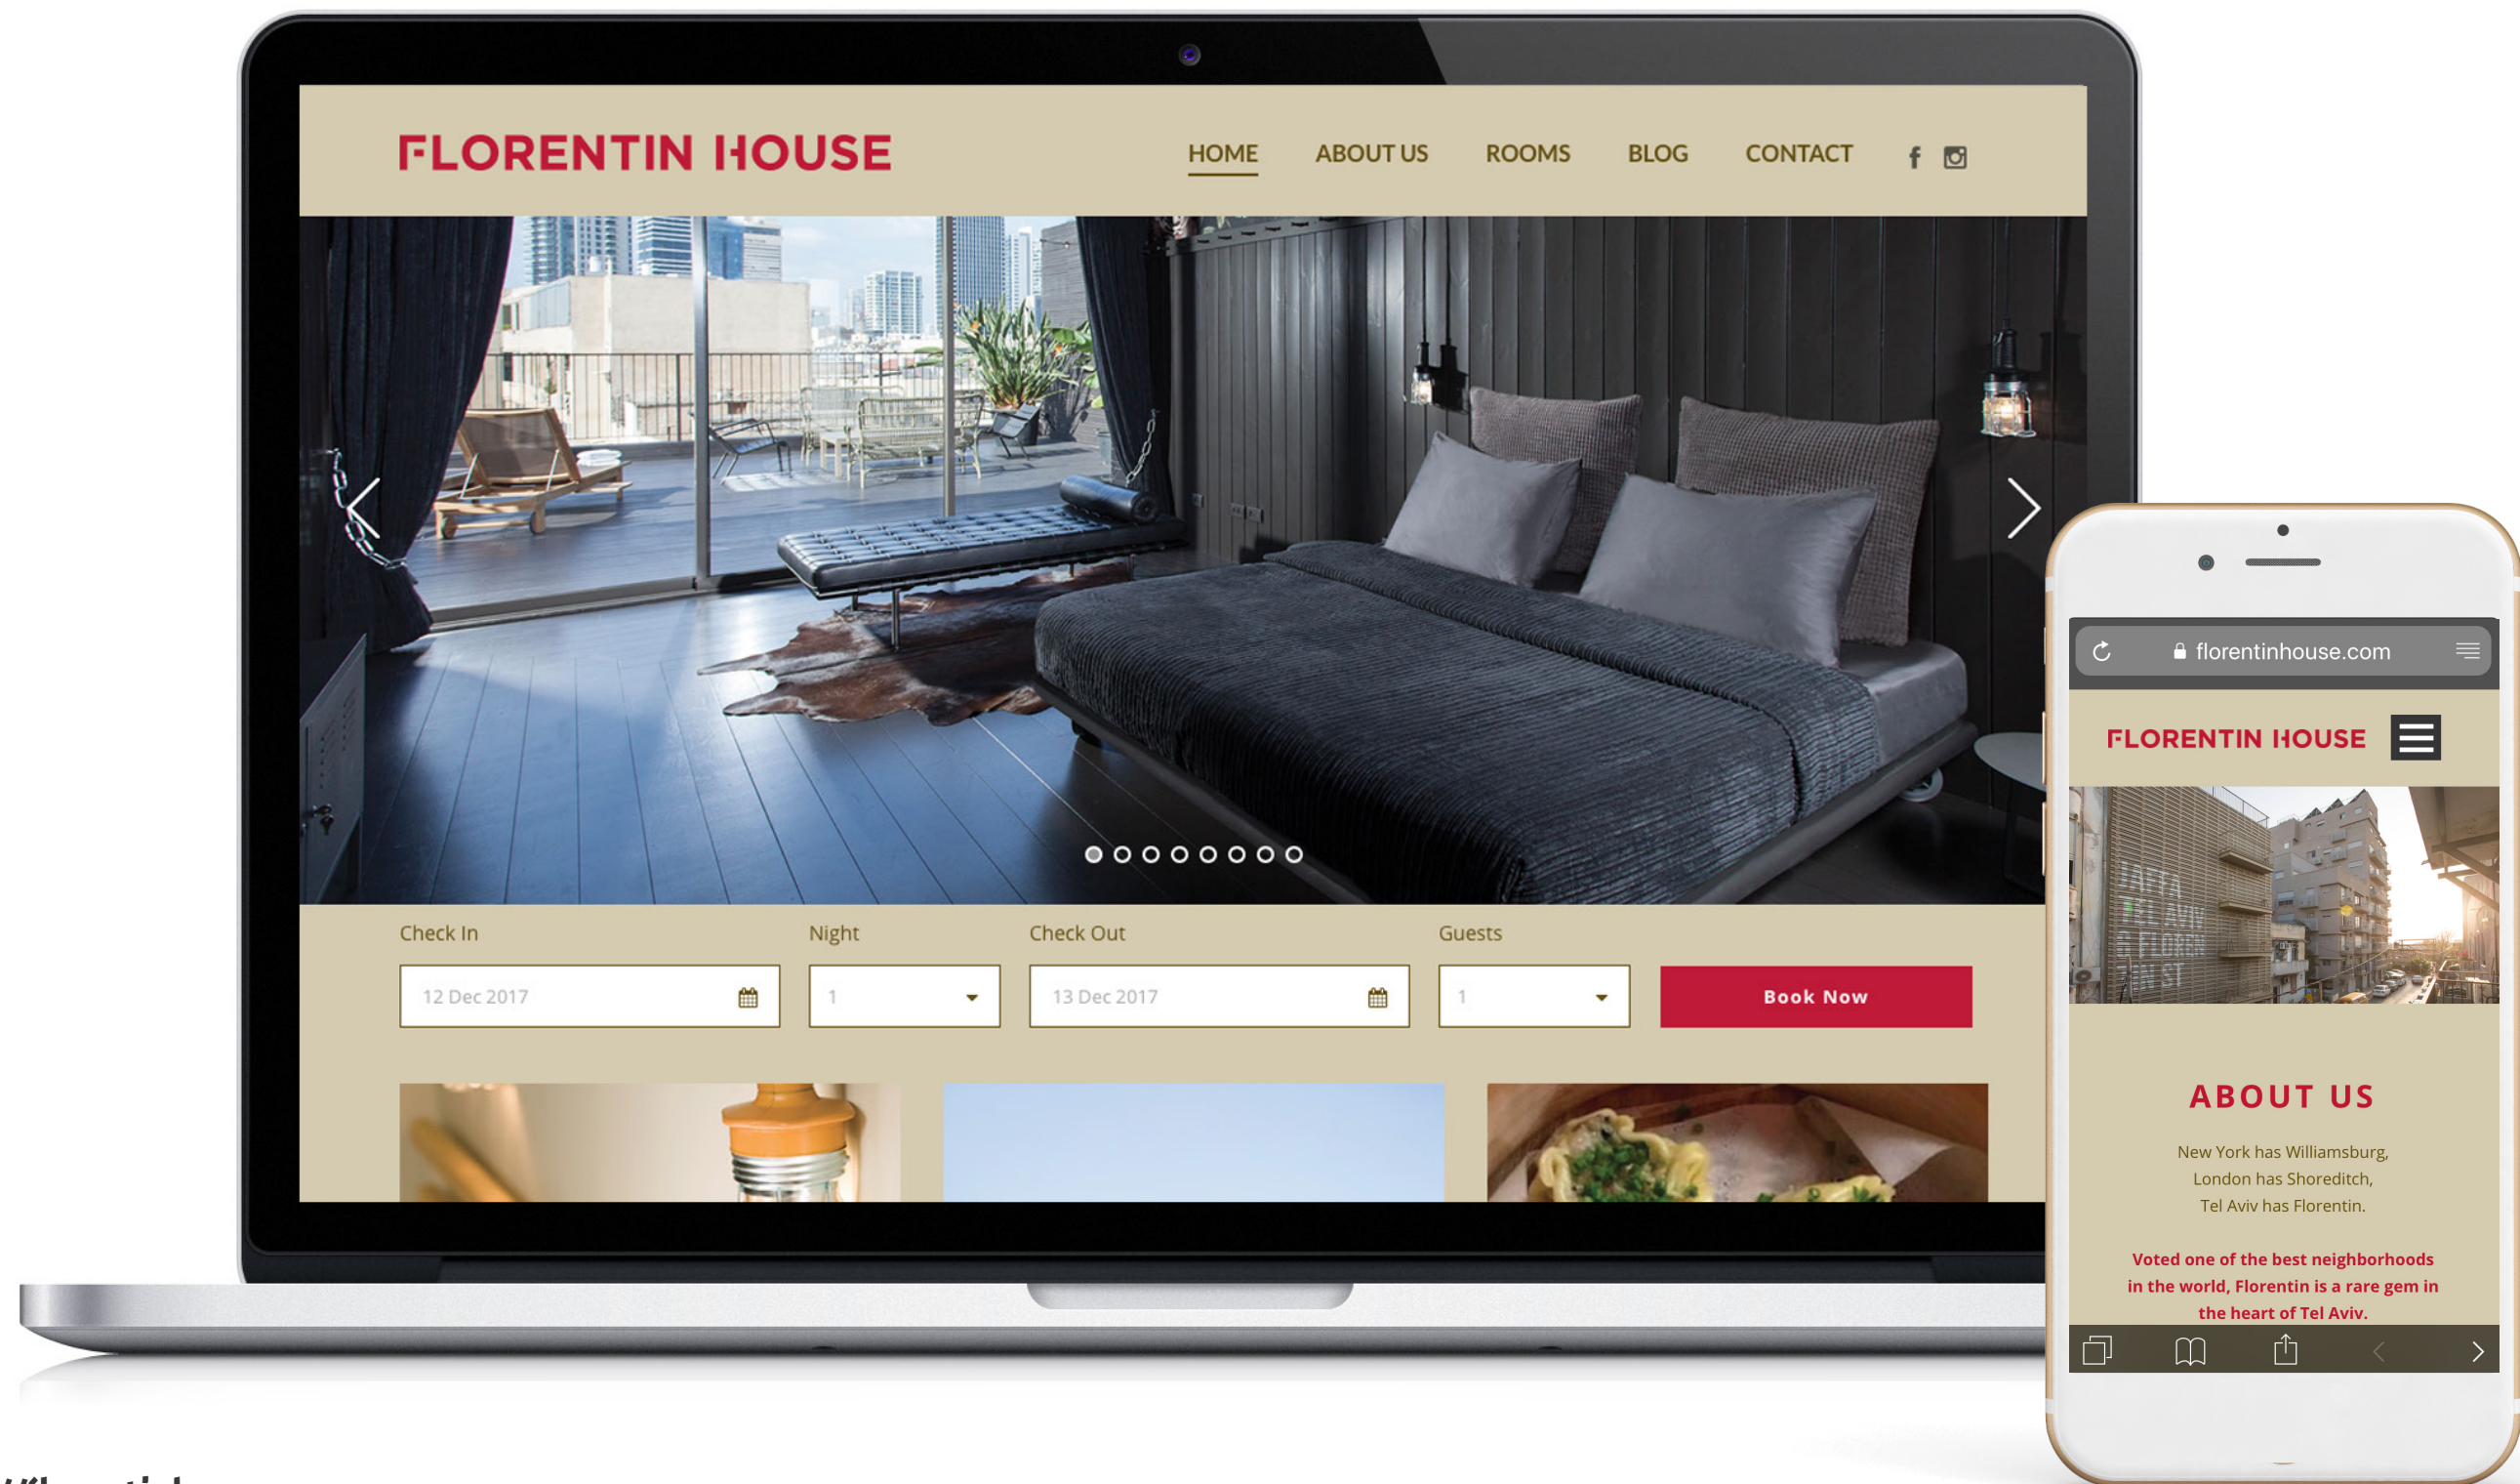 FLORENTIN HOUSE
HOME ABOUT US ROOMS BLOG CONTACT f
Check In Night Check Out Guests
12 Dec 2017 1 13 Dec 2017 1 Book Now
florentinhouse.com
FLORENTIN HOUSE
ABOUT US
New York has Williamsburg,
London has Shoreditch,
Tel Aviv has Florentin.
Voted one of the best neighborhoods
in the world, Florentin is a rare gem in
the heart of Tel Aviv.